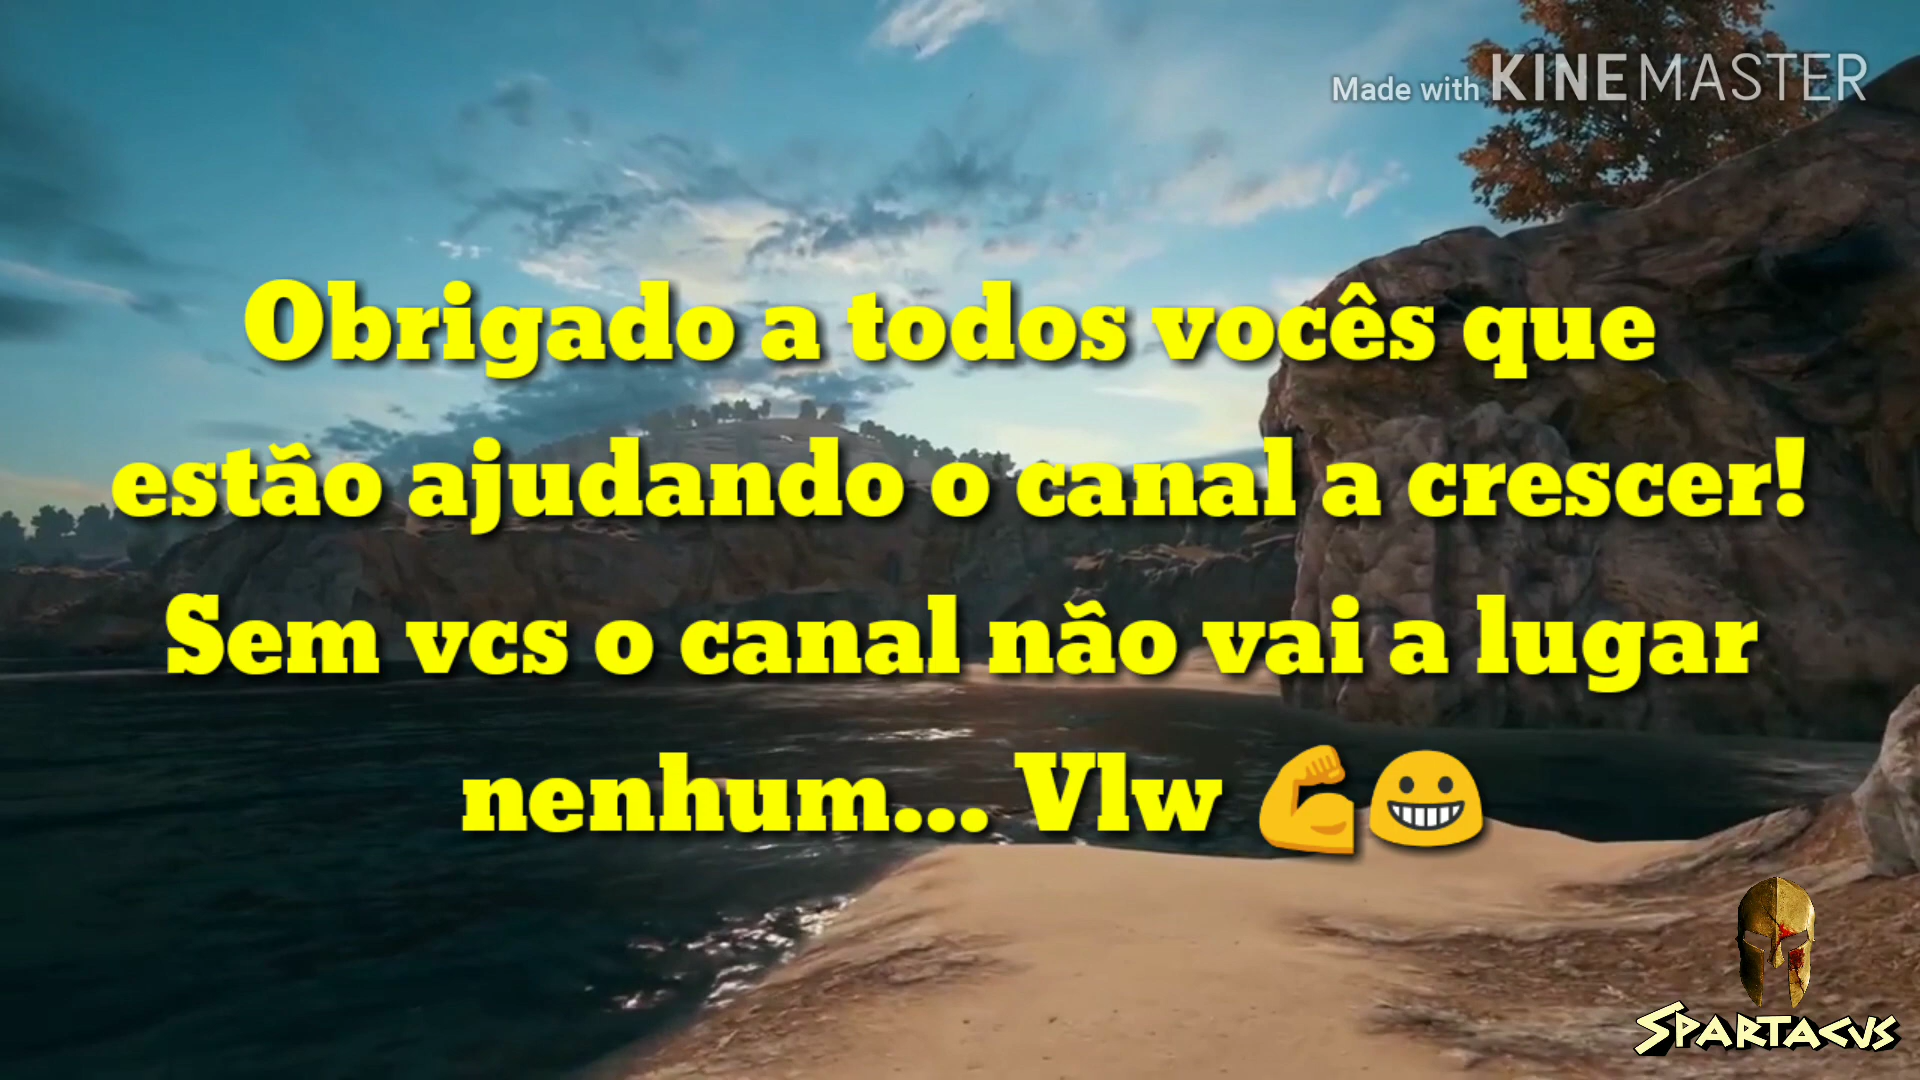 Made with KINEMASTER
Obrigado a todos vocês que
estão ajudando o canal a crescer!
Sem vcs o canal não vai a lugar
nenhum... Vlw 💪😀
SPARTACVS